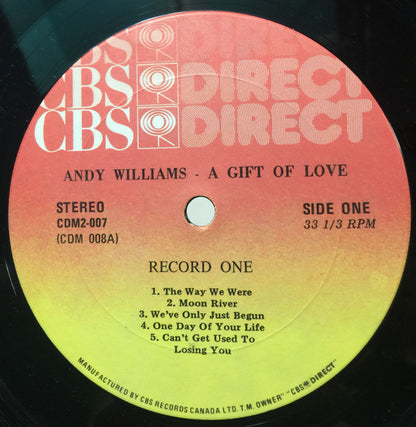 CBS DIRECT
CBS DIRECT
CBS DIRECT
ANDY WILLIAMS - A GIFT OF LOVE
STEREO
CDM2-007
(CDM 008A)
SIDE ONE
33 1/3 RPM
RECORD ONE
1. The Way We Were
2. Moon River
3. We've Only Just Begun
4. One Day Of Your Life
5. Can't Get Used To
Losing You
MANUFACTURED BY CBS RECORDS CANADA LTD. T.M. OWNER" "CBS DIRECT"